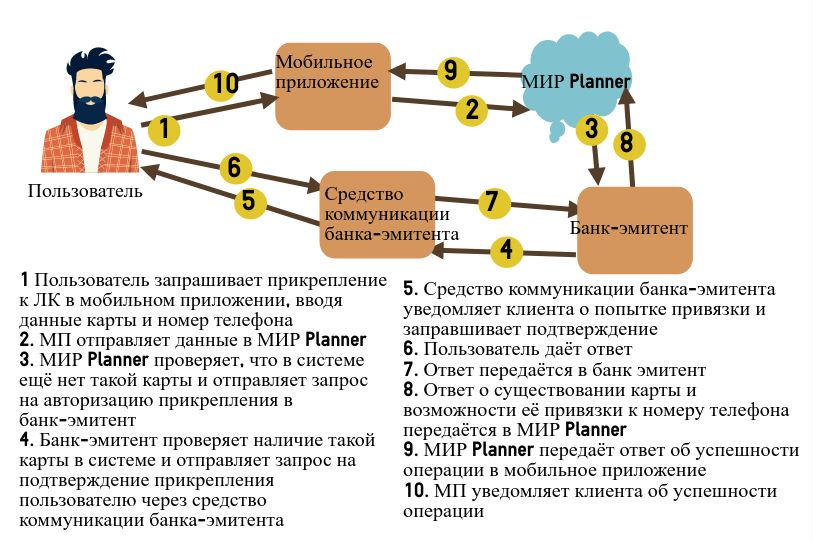 10
9
Мобильное
приложение
МИР Planner
1
2
3
8
6
5
7
4
Пользователь
Средство
коммуникации
банка-эмитента
Банк-эмитент
1 Пользователь запрашивает прикрепление
к ЛК в мобильном приложении, вводя
данные карты и номер телефона
2. МП отправляет данные в МИР Planner
3. МИР Planner проверяет, что в системе
ещё нет такой карты и отправляет запрос
на авторизацию прикрепления в
банк-эмитент
4. Банк-эмитент проверяет наличие такой
карты в системе и отправляет запрос на
подтверждение прикрепления
пользователю через средство
коммуникации банка-эмитента
5. Средство коммуникации банка-эмитента
уведомляет клиента о попытке привязки и
заправшивает подтверждение
6. Пользователь даёт ответ
7. Ответ передаётся в банк эмитент
8. Ответ о существовании карты и
возможности её привязки к номеру телефона
передаётся в МИР Planner
9. МИР Planner передаёт ответ об успешности
операции в мобильное приложение
10. МП уведомляет клиента об успешности
операции